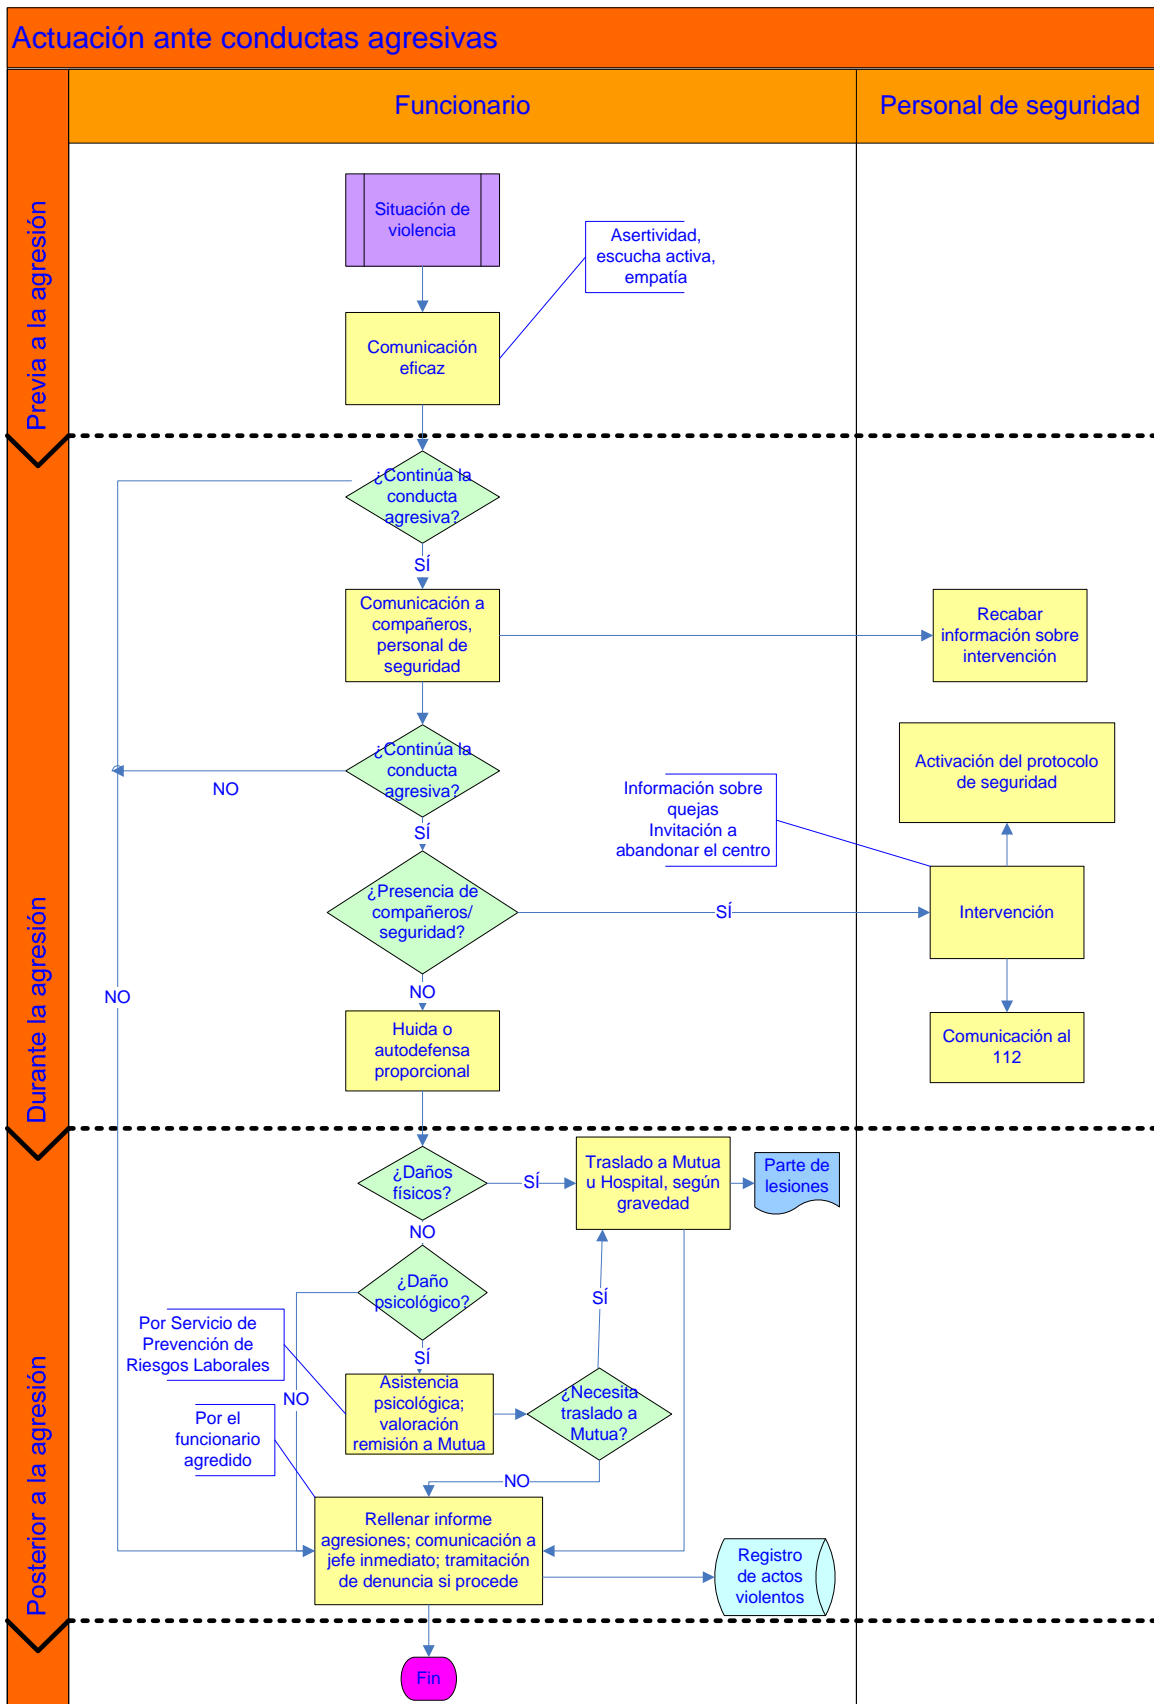 Actuación ante conductas agresivas
Funcionario
Personal de seguridad
Previa a la agresión
Situación de
violencia
Asertividad,
escucha activa,
empatía
Comunicación
eficaz
Durante la agresión
¿Continúa la
conducta
agresiva?
SÍ
Comunicación a
compañeros,
personal de
seguridad
Recabar
información sobre
intervención
¿Continúa la
conducta
agresiva?
NO
SÍ
Información sobre
quejas
Invitación a
abandonar el centro
Activación del protocolo
de seguridad
¿Presencia de
compañeros/
seguridad?
SÍ
Intervención
NO
NO
Huida o
autodefensa
proporcional
Comunicación al
112
Posterior a la agresión
¿Daños
físicos?
SÍ
Traslado a Mutua
u Hospital, según
gravedad
Parte de
lesiones
NO
¿Daño
psicológico?
SÍ
Por Servicio de
Prevención de
Riesgos Laborales
SÍ
NO
Asistencia
psicológica;
valoración
remisión a Mutua
¿Necesita
traslado a
Mutua?
Por el
funcionario
agredido
NO
Rellenar informe
agresiones; comunicación a
jefe inmediato; tramitación
de denuncia si procede
Registro
de actos
violentos
Fin